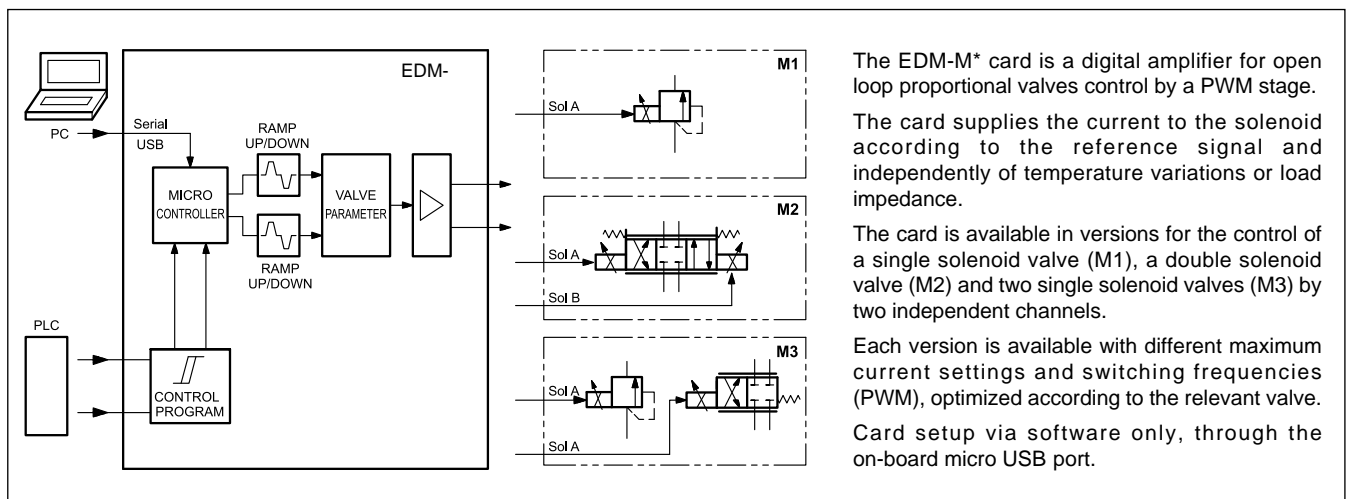 EDM-
PC
Serial
USB
RAMP
UP/DOWN
MICRO
CONTROLLER
VALVE
PARAMETER
RAMP
UP/DOWN
PLC
CONTROL
PROGRAM
M1
Sol A
M2
Sol A
Sol B
M3
Sol A
Sol A
The EDM-M* card is a digital amplifier for open
loop proportional valves control by a PWM stage.
The card supplies the current to the solenoid
according to the reference signal and
independently of temperature variations or load
impedance.
The card is available in versions for the control of
a single solenoid valve (M1), a double solenoid
valve (M2) and two single solenoid valves (M3) by
two independent channels.
Each version is available with different maximum
current settings and switching frequencies
(PWM), optimized according to the relevant valve.
Card setup via software only, through the
on-board micro USB port.